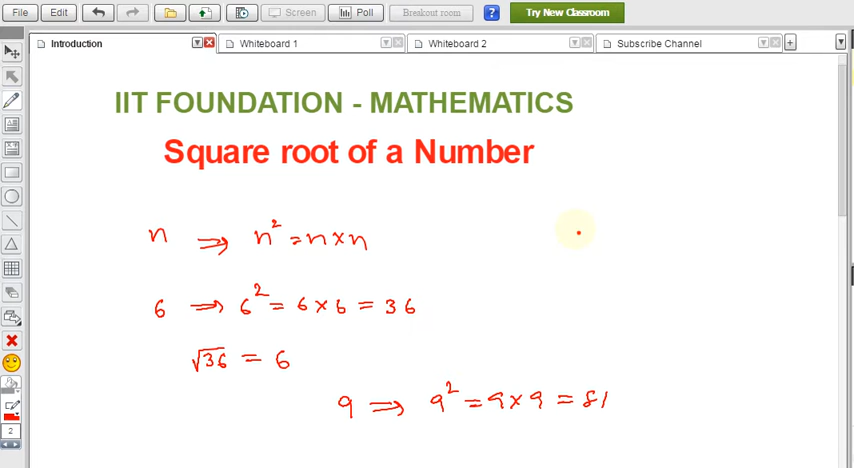 File Edit Screen Poll Breakout room ? Try New Classroom
Introduction Whiteboard 1 Whiteboard 2 Subscribe Channel
IIT FOUNDATION - MATHEMATICS
Square root of a Number
n ⇒ n² = n × n
6 ⇒ 6² = 6 × 6 = 36
√36 = 6
9 ⇒ 9² = 9 × 9 = 81
2